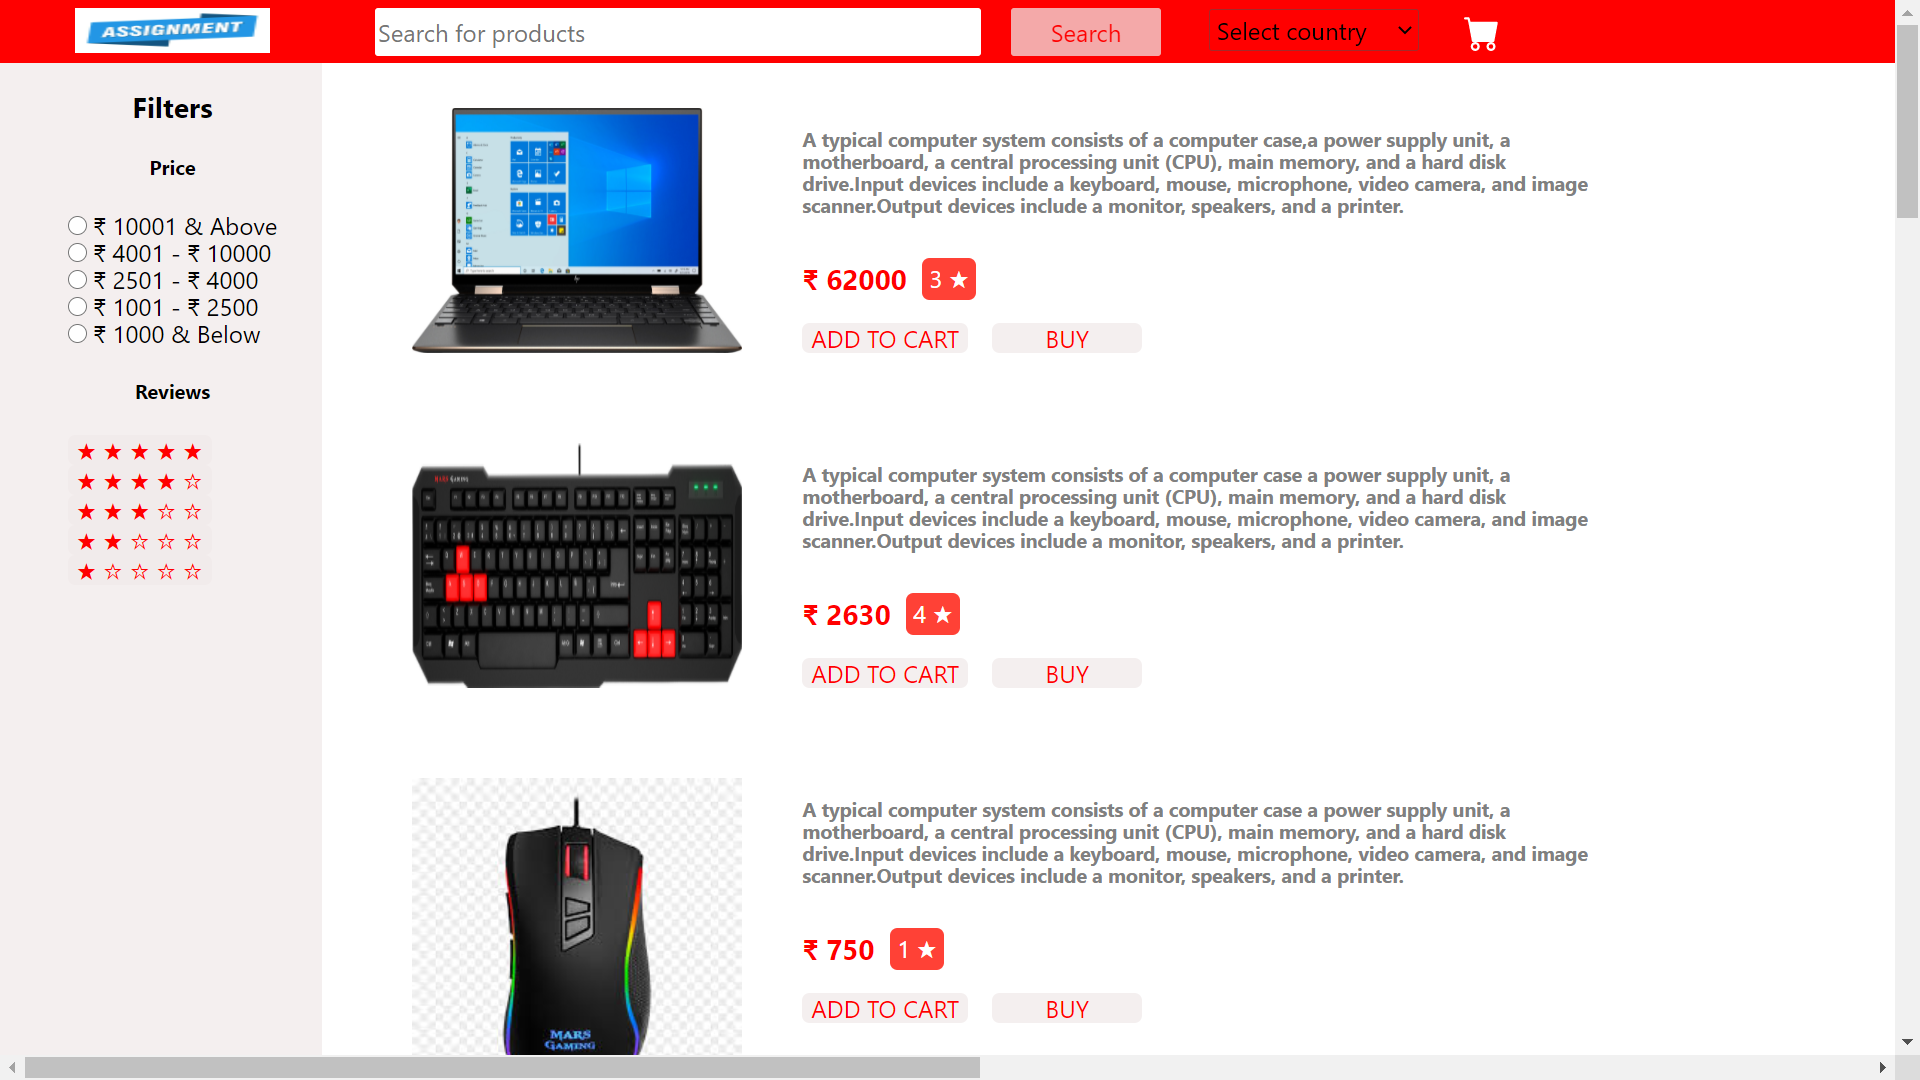 ASSIGNMENT
Search for products
Search
Select country
Filters
Price
₹ 10001 & Above
₹ 4001 - ₹ 10000
₹ 2501 - ₹ 4000
₹ 1001 - ₹ 2500
₹ 1000 & Below
Reviews
★ ★ ★ ★ ★
★ ★ ★ ★ ☆
★ ★ ★ ☆ ☆
★ ★ ☆ ☆ ☆
★ ☆ ☆ ☆ ☆
A typical computer system consists of a computer case,a power supply unit, a
motherboard, a central processing unit (CPU), main memory, and a hard disk
drive.Input devices include a keyboard, mouse, microphone, video camera, and image
scanner.Output devices include a monitor, speakers, and a printer.
₹ 62000 3 ★
ADD TO CART BUY
MARS GAMING
A typical computer system consists of a computer case a power supply unit, a
motherboard, a central processing unit (CPU), main memory, and a hard disk
drive.Input devices include a keyboard, mouse, microphone, video camera, and image
scanner.Output devices include a monitor, speakers, and a printer.
₹ 2630 4 ★
ADD TO CART BUY
MARS
GAMING
A typical computer system consists of a computer case a power supply unit, a
motherboard, a central processing unit (CPU), main memory, and a hard disk
drive.Input devices include a keyboard, mouse, microphone, video camera, and image
scanner.Output devices include a monitor, speakers, and a printer.
₹ 750 1 ★
ADD TO CART BUY